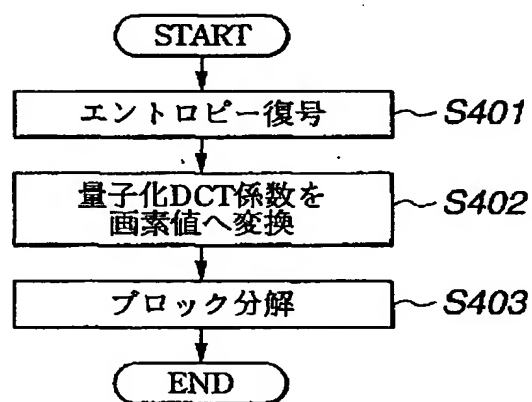 START
エントロピー復号
S401
量子化DCT係数を
画素値へ変換
S402
ブロック分解
S403
END